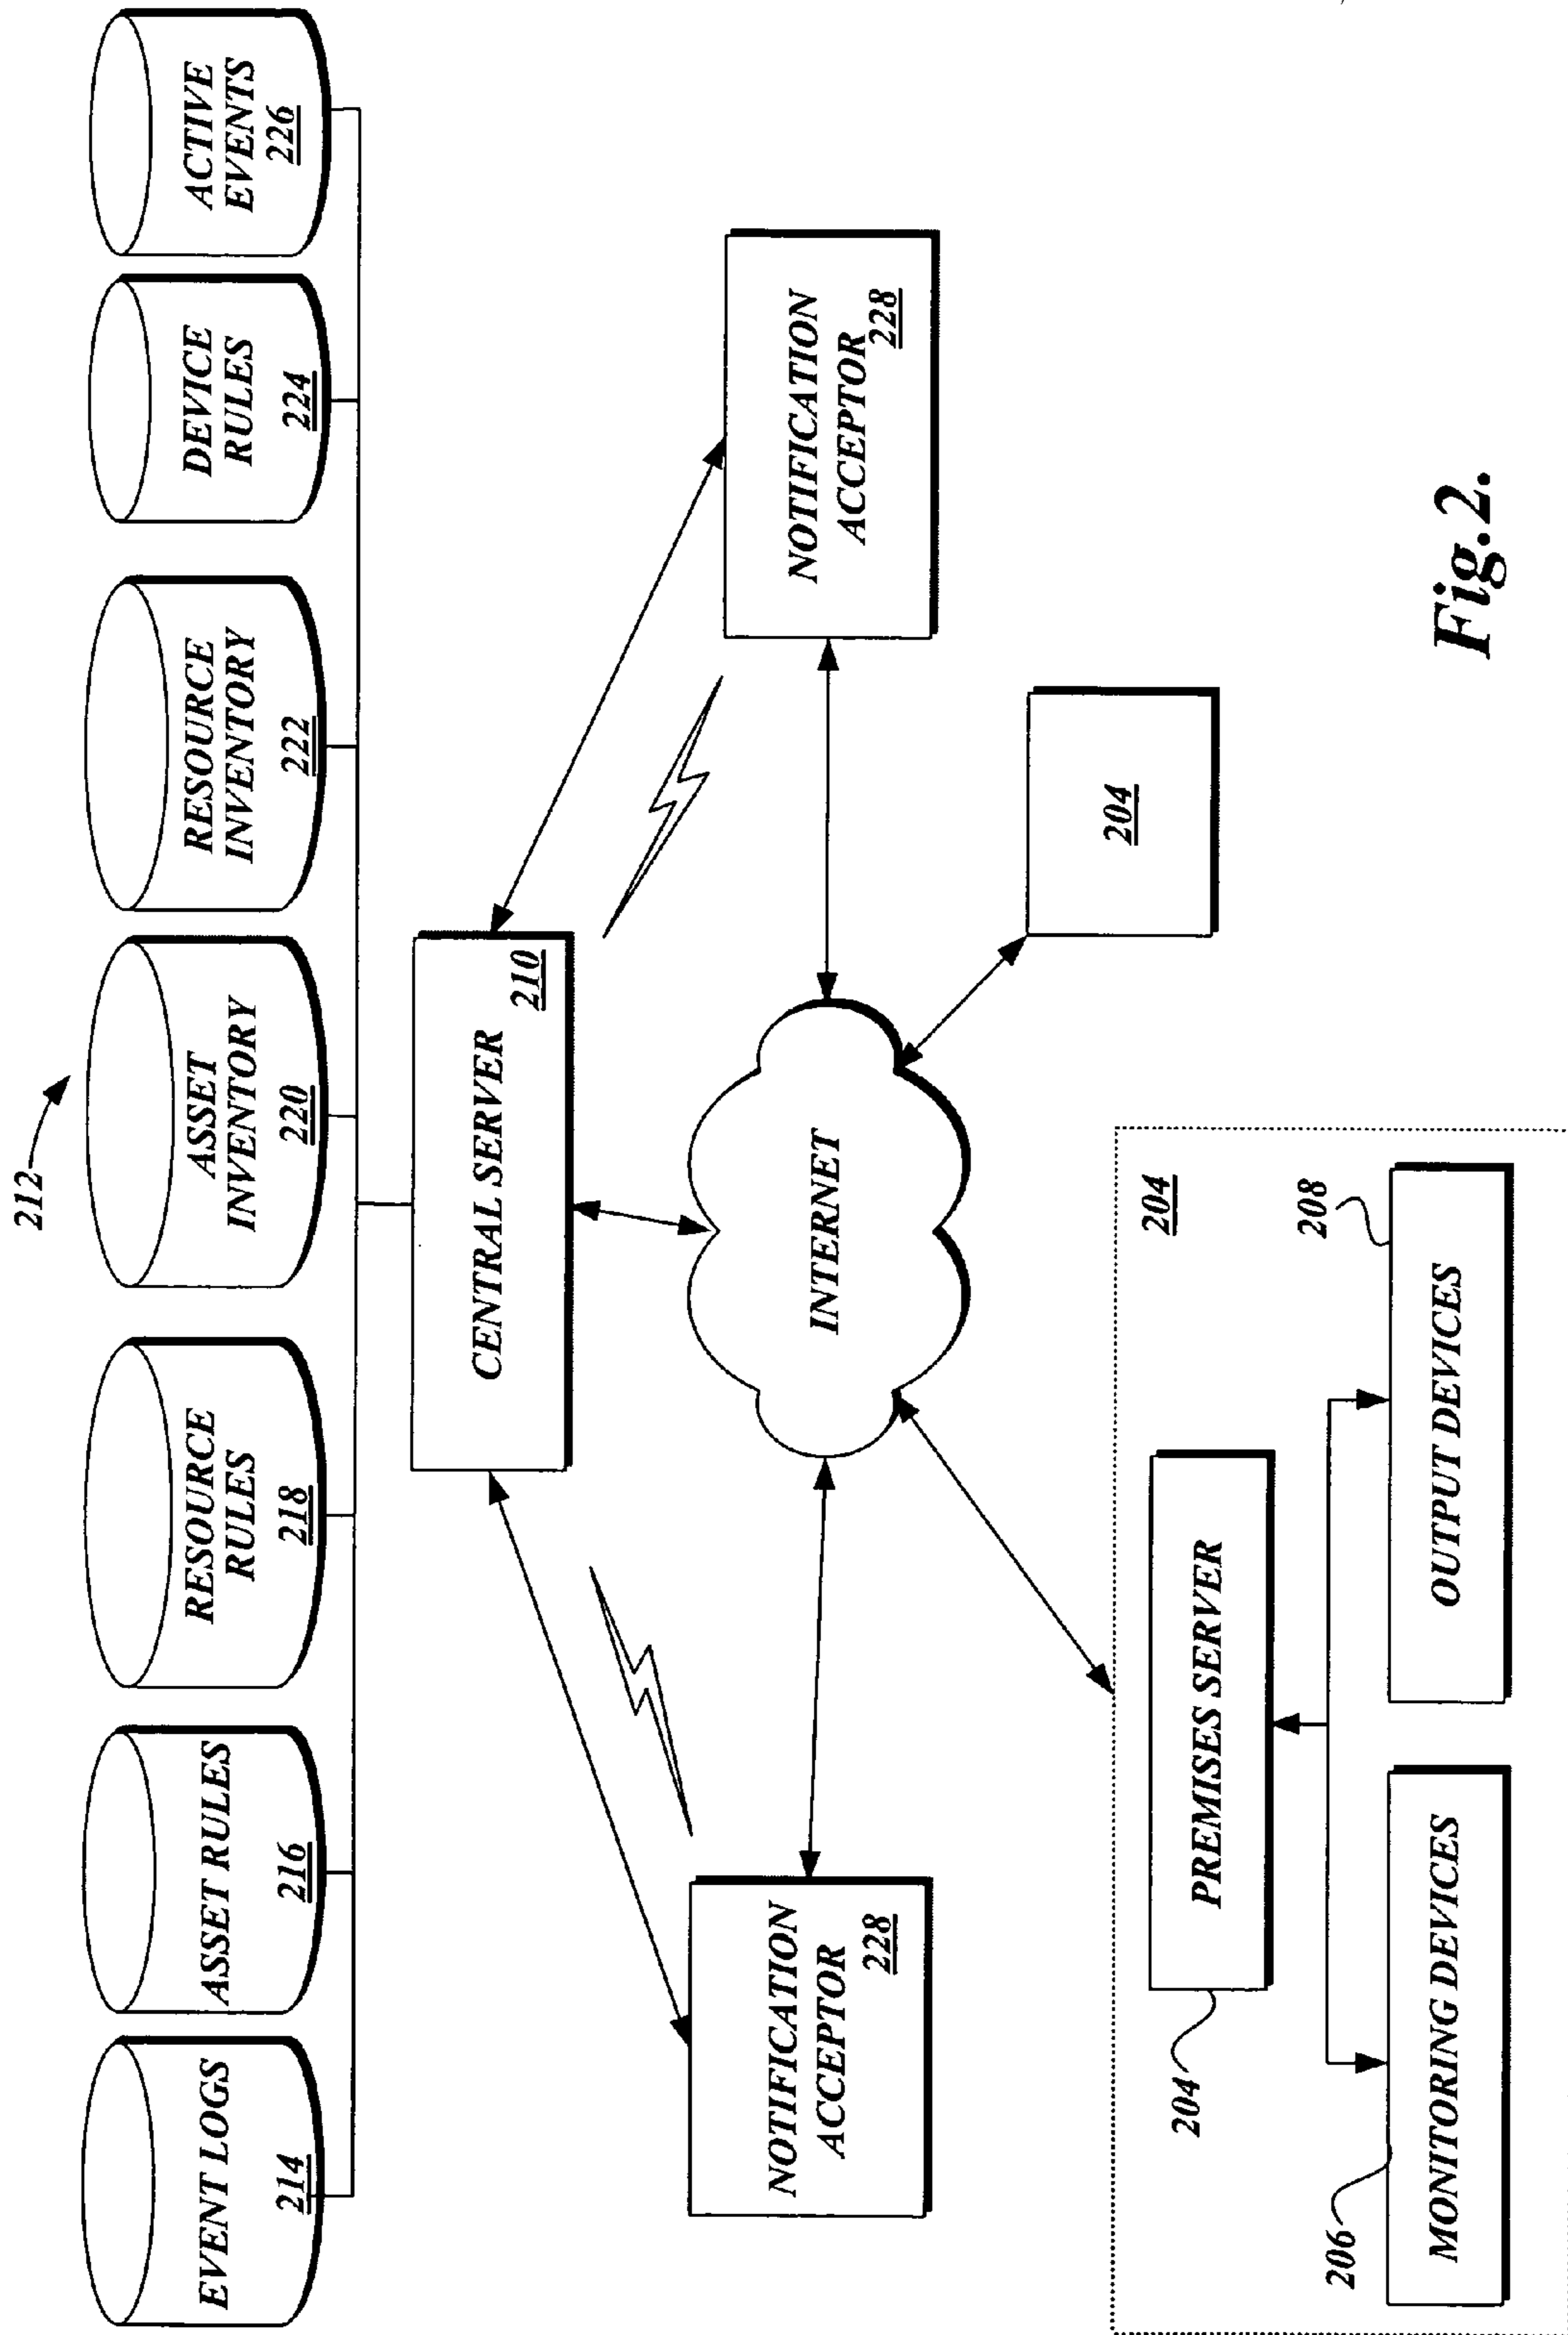 212
EVENT LOGS
214
ASSET RULES
216
RESOURCE
RULES
218
ASSET
INVENTORY
220
RESOURCE
INVENTORY
222
DEVICE
RULES
224
ACTIVE
EVENTS
226
CENTRAL SERVER
210
NOTIFICATION
ACCEPTOR
228
INTERNET
NOTIFICATION
ACCEPTOR
228
204
204
PREMISES SERVER
204
206
MONITORING DEVICES
208
OUTPUT DEVICES
Fig.2.